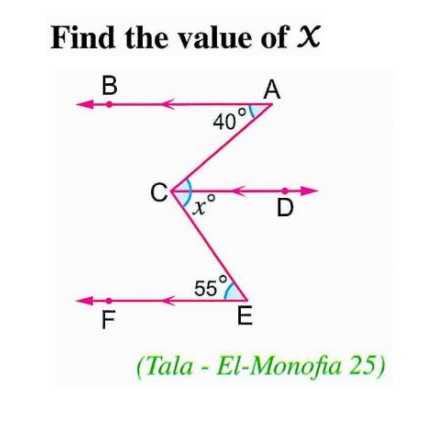 Find the value of x
B
A
40°
C
x°
D
55°
F
E
(Tala - El-Monofia 25)